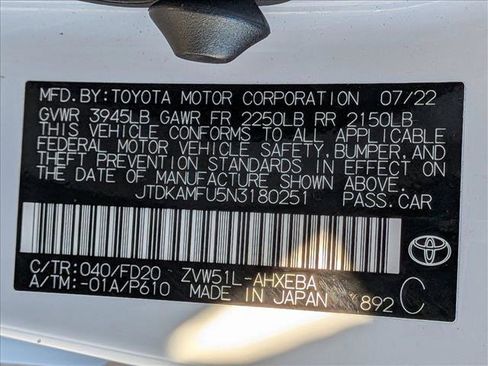 MFD.BY:TOYOTA MOTOR CORPORATION 07/22
GVWR 3945LB GAWR FR 2250LB RR 2150LB
THIS VEHICLE CONFORMS TO ALL APPLICABLE
FEDERAL MOTOR VEHICLE SAFETY,BUMPER,AND
THEFT PREVENTION STANDARDS IN EFFECT ON
THE DATE OF MANUFACTURE SHOWN ABOVE.
JTDKAMFU5N3180251 PASS.CAR
C/TR:040/FD20 ZVW51L-AHXEBA
A/TM:-01A/P610 MADE IN JAPAN 892 C
TOYOTA